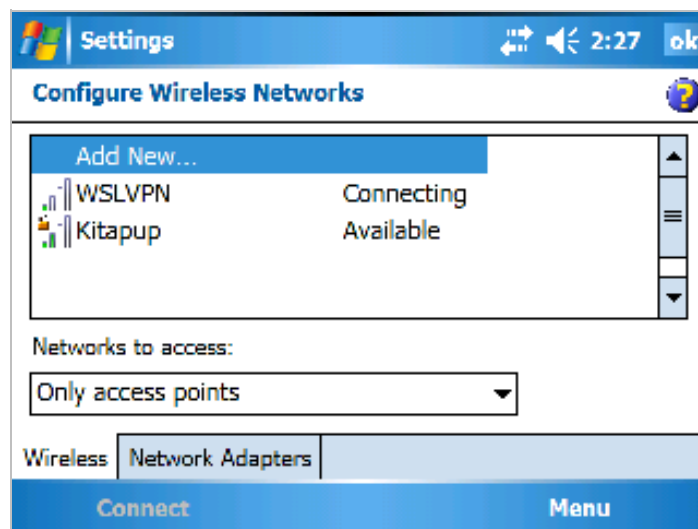 Settings 2:27 ok
Configure Wireless Networks
Add New...
WSLVPN Connecting
Kitapup Available
Networks to access:
Only access points
Wireless Network Adapters
Connect Menu